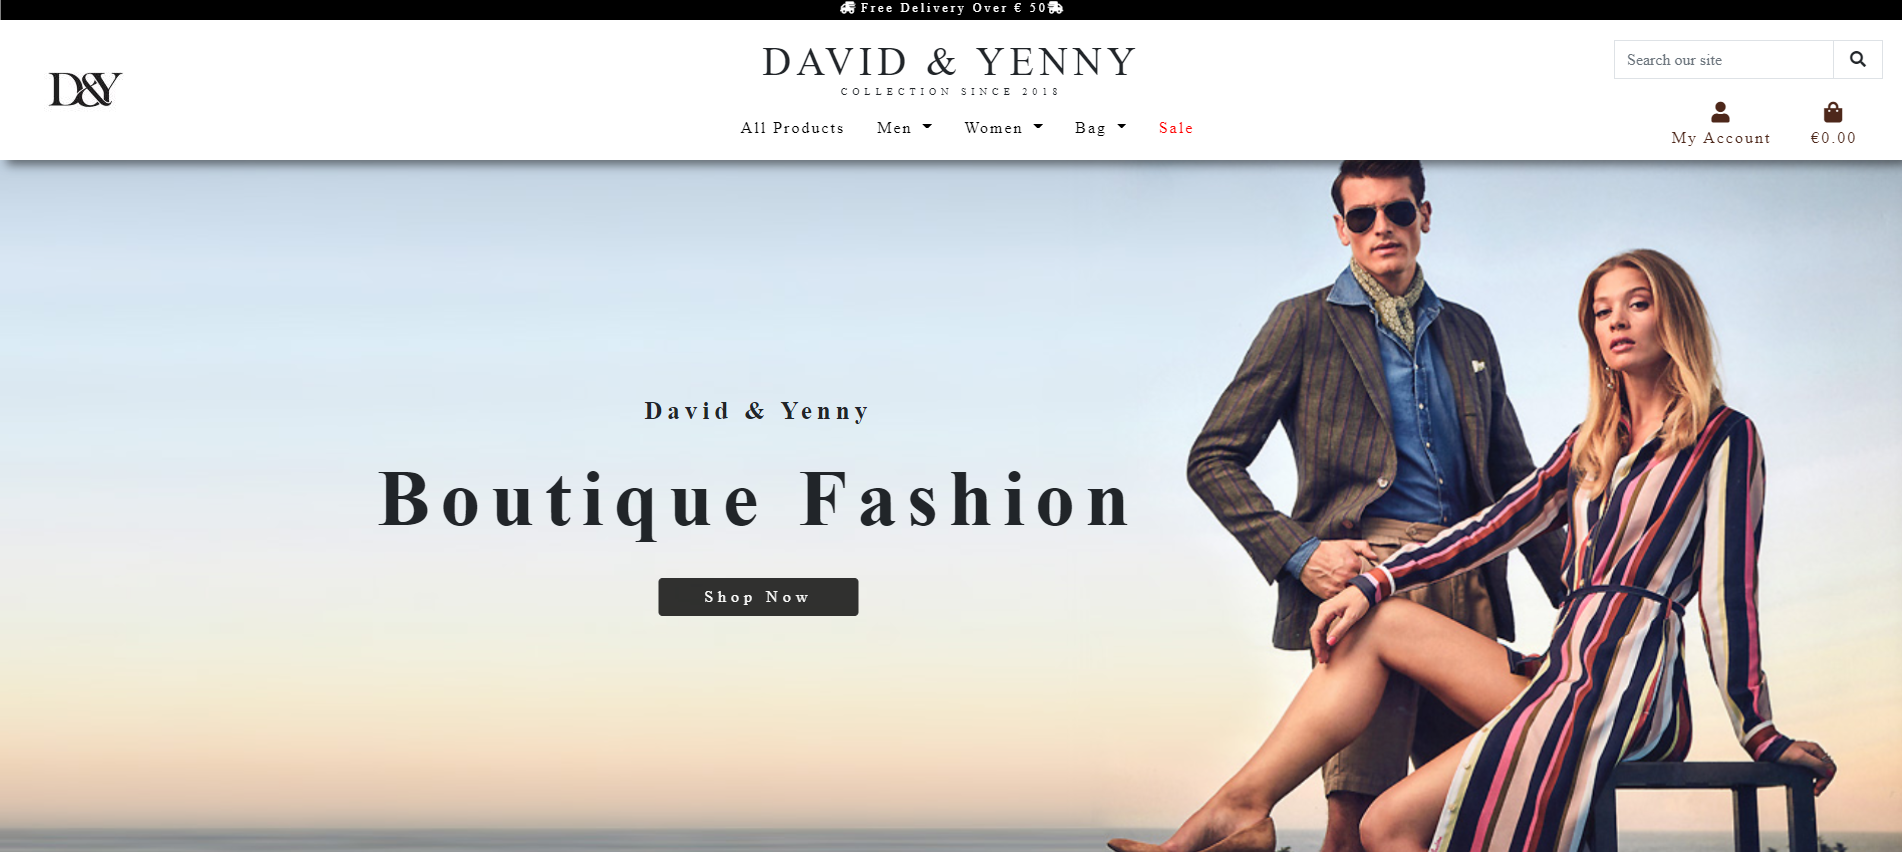 Free Delivery Over € 50
D&Y
DAVID & YENNY
COLLECTION SINCE 2018
All Products Men Women Bag Sale
Search our site
My Account €0.00
David & Yenny
Boutique Fashion
Shop Now